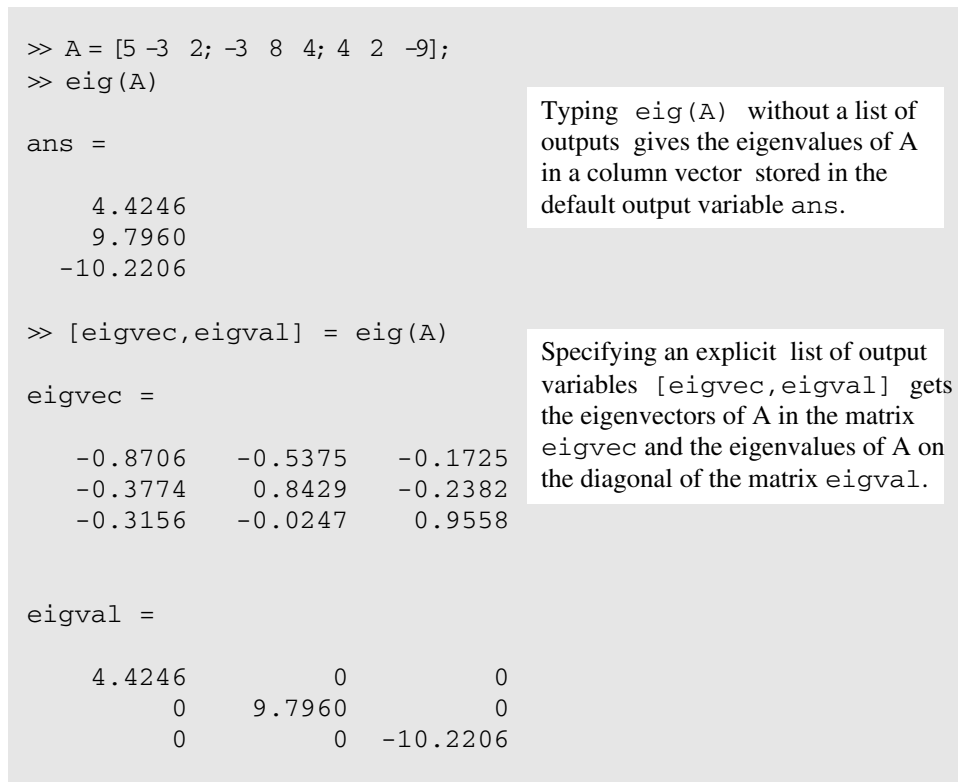 >> A = [5 -3 2; -3 8 4; 4 2 -9];
>> eig(A)
Typing eig(A) without a list of
outputs gives the eigenvalues of A
in a column vector stored in the
default output variable ans.
ans =
4.4246
9.7960
-10.2206
>> [eigvec,eigval] = eig(A)
Specifying an explicit list of output
variables [eigvec,eigval] gets
the eigenvectors of A in the matrix
eigvec and the eigenvalues of A on
the diagonal of the matrix eigval.
eigvec =
-0.8706 -0.5375 -0.1725
-0.3774 0.8429 -0.2382
-0.3156 -0.0247 0.9558
eigval =
4.4246 0 0
0 9.7960 0
0 0 -10.2206